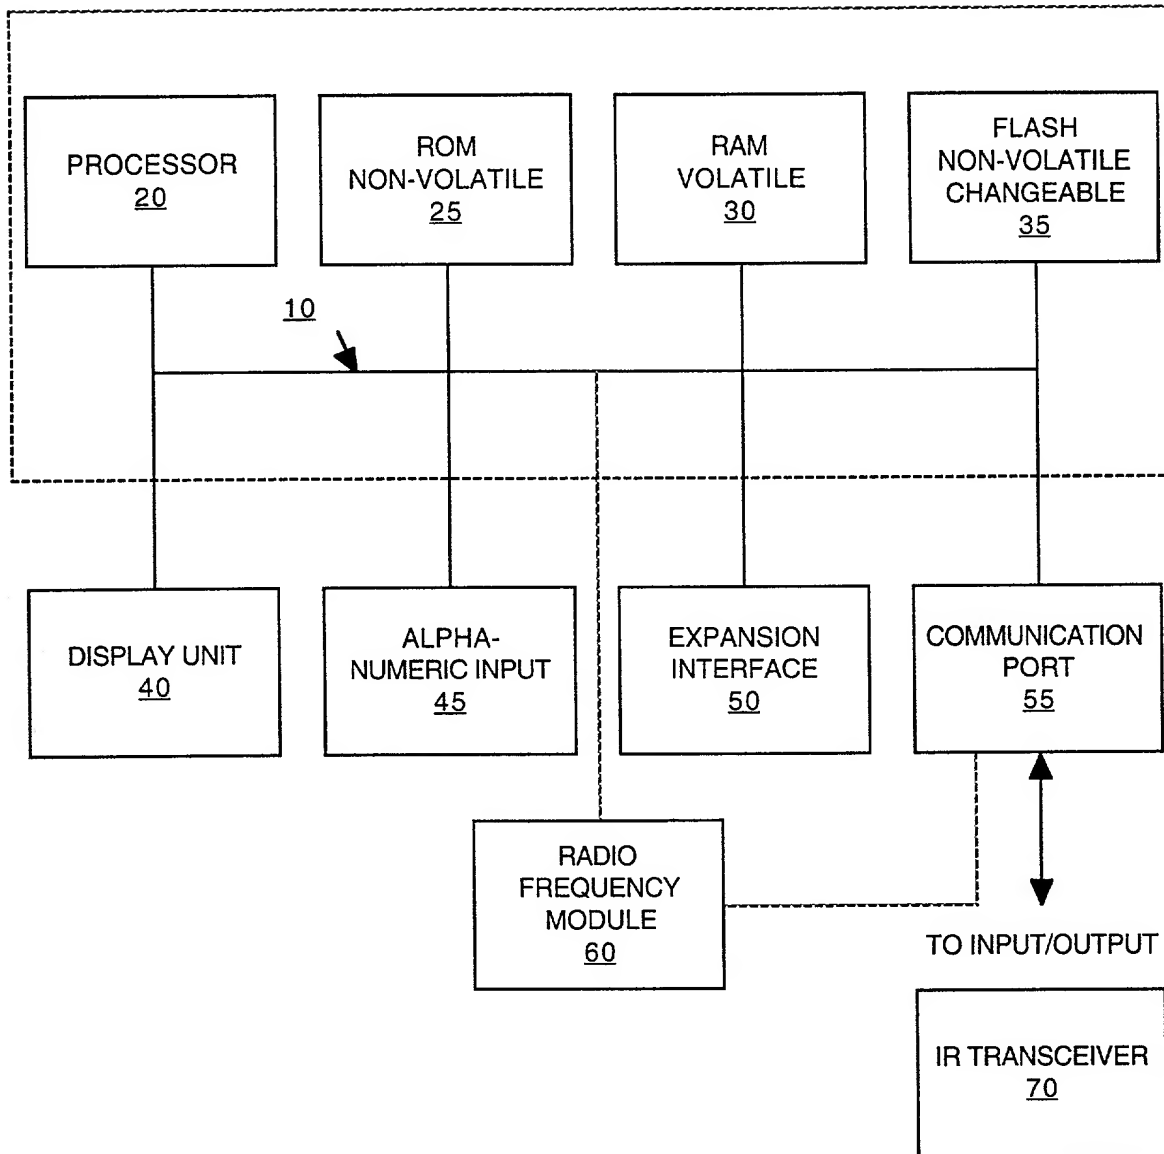 PROCESSOR
20
ROM
NON-VOLATILE
25
RAM
VOLATILE
30
FLASH
NON-VOLATILE
CHANGEABLE
35
10
DISPLAY UNIT
40
ALPHA-
NUMERIC INPUT
45
EXPANSION
INTERFACE
50
COMMUNICATION
PORT
55
RADIO
FREQUENCY
MODULE
60
TO INPUT/OUTPUT
IR TRANSCEIVER
70